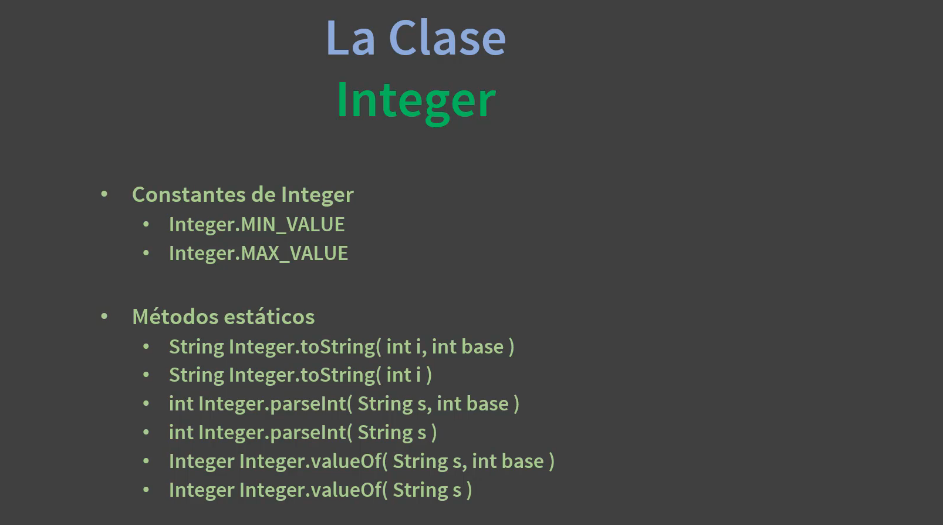 La Clase
Integer
• Constantes de Integer
• Integer.MIN_VALUE
• Integer.MAX_VALUE
• Métodos estáticos
• String Integer.toString( int i, int base )
• String Integer.toString( int i )
• int Integer.parseInt( String s, int base )
• int Integer.parseInt( String s )
• Integer Integer.valueOf( String s, int base )
• Integer Integer.valueOf( String s )